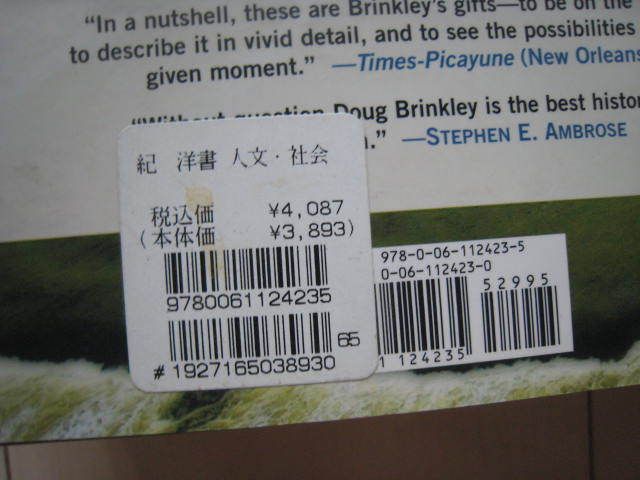 “In a nutshell, these are Brinkley’s gifts—to be on the
to describe it in vivid detail, and to see the possibilities
given moment.” —Times-Picayune (New Orleans
“Without question Doug Brinkley is the best histor
.” —STEPHEN E. AMBROSE
紀 洋書 人文・社会
税込価 ¥4,087
(本体価 ¥3,893)
9780061124235
65
#1927165038930
978-0-06-112423-5
0-06-112423-0
52995
1 124235